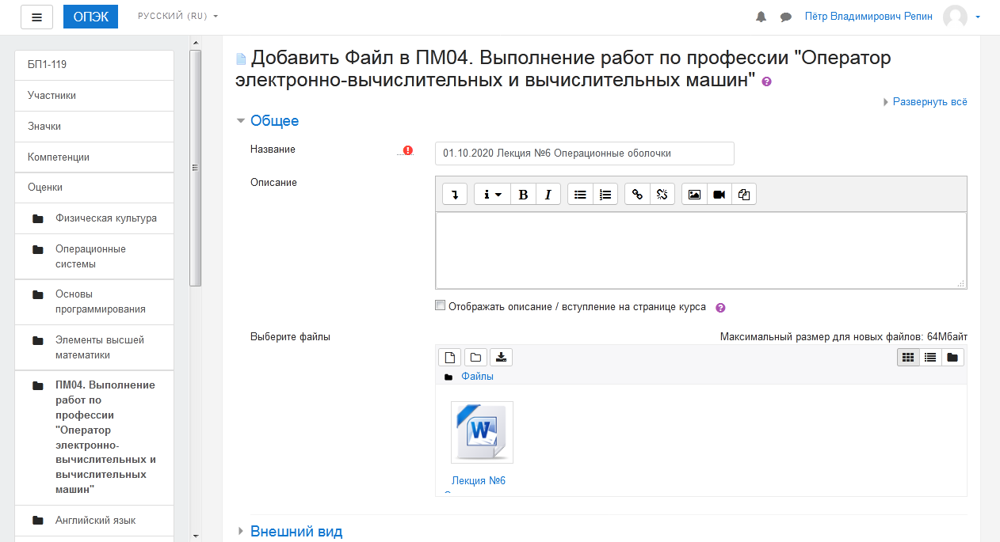 ОПЭК
РУССКИЙ (RU)
Пётр Владимирович Репин
БП1-119
Участники
Значки
Компетенции
Оценки
Физическая культура
Операционные
системы
Основы
программирования
Элементы высшей
математики
ПМ04. Выполнение
работ по
профессии
"Оператор
электронно-
вычислительных и
вычислительных
машин"
Английский язык
Добавить Файл в ПМ04. Выполнение работ по профессии "Оператор
электронно-вычислительных и вычислительных машин"
Развернуть всё
Общее
Название
01.10.2020 Лекция №6 Операционные оболочки
Описание
Отображать описание / вступление на странице курса
Выберите файлы
Максимальный размер для новых файлов: 64Мбайт
Файлы
Лекция №6
Внешний вид